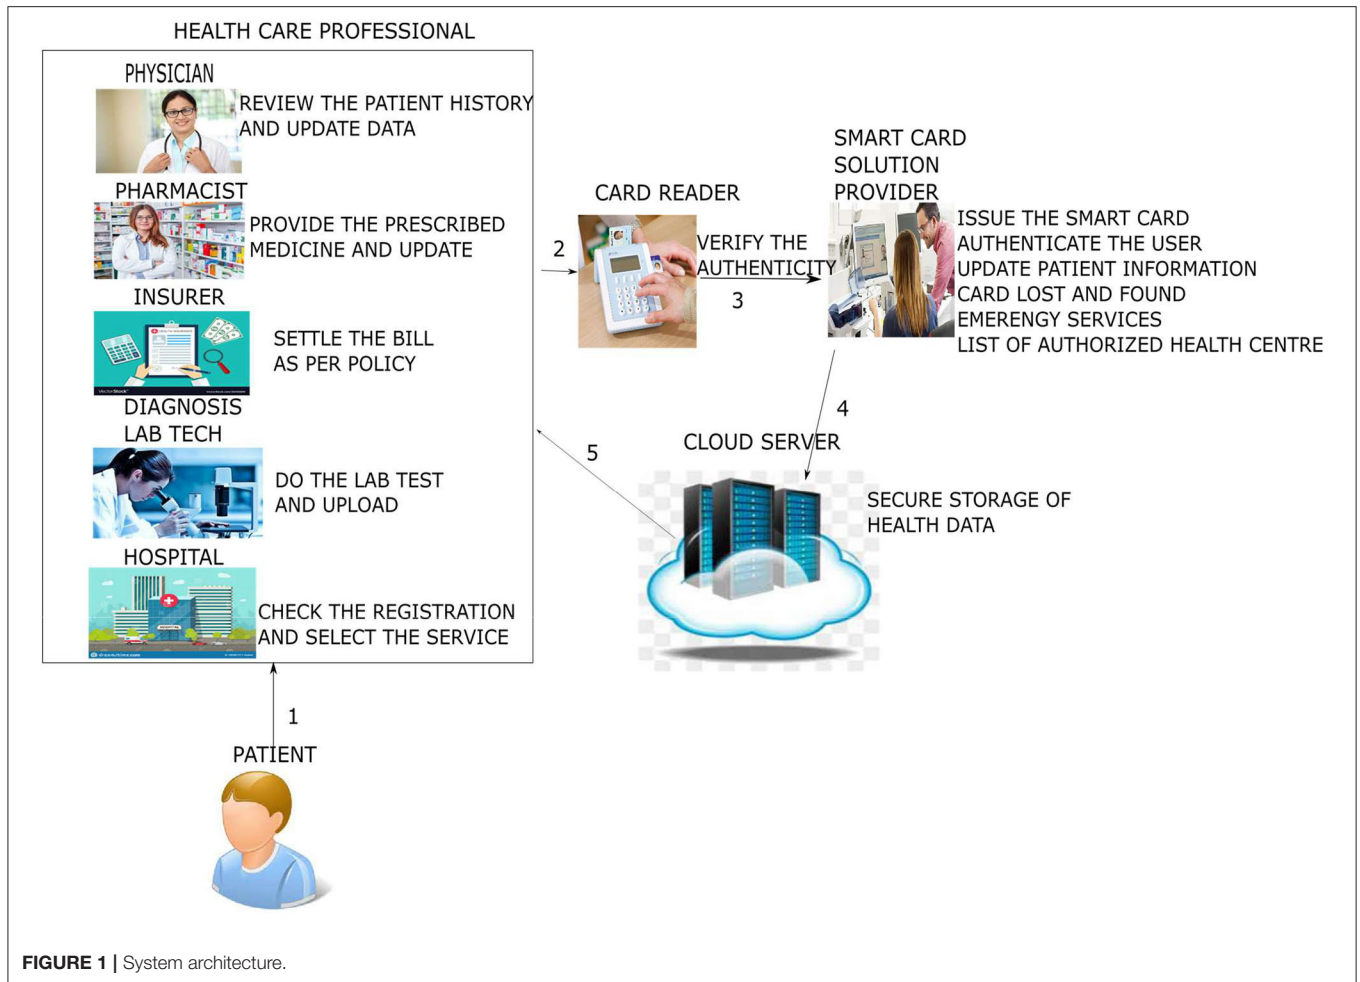 HEALTH CARE PROFESSIONAL
PHYSICIAN
REVIEW THE PATIENT HISTORY
AND UPDATE DATA
PHARMACIST
PROVIDE THE PRESCRIBED
MEDICINE AND UPDATE
INSURER
SETTLE THE BILL
AS PER POLICY
VectorStock
DIAGNOSIS
LAB TECH
DO THE LAB TEST
AND UPLOAD
HOSPITAL
HOSPITAL
CHECK THE REGISTRATION
AND SELECT THE SERVICE
1
PATIENT
2
CARD READER
VERIFY THE
AUTHENTICITY
3
SMART CARD
SOLUTION
PROVIDER
ISSUE THE SMART CARD
AUTHENTICATE THE USER
UPDATE PATIENT INFORMATION
CARD LOST AND FOUND
EMERENGY SERVICES
LIST OF AUTHORIZED HEALTH CENTRE
4
CLOUD SERVER
SECURE STORAGE OF
HEALTH DATA
5
FIGURE 1 | System architecture.